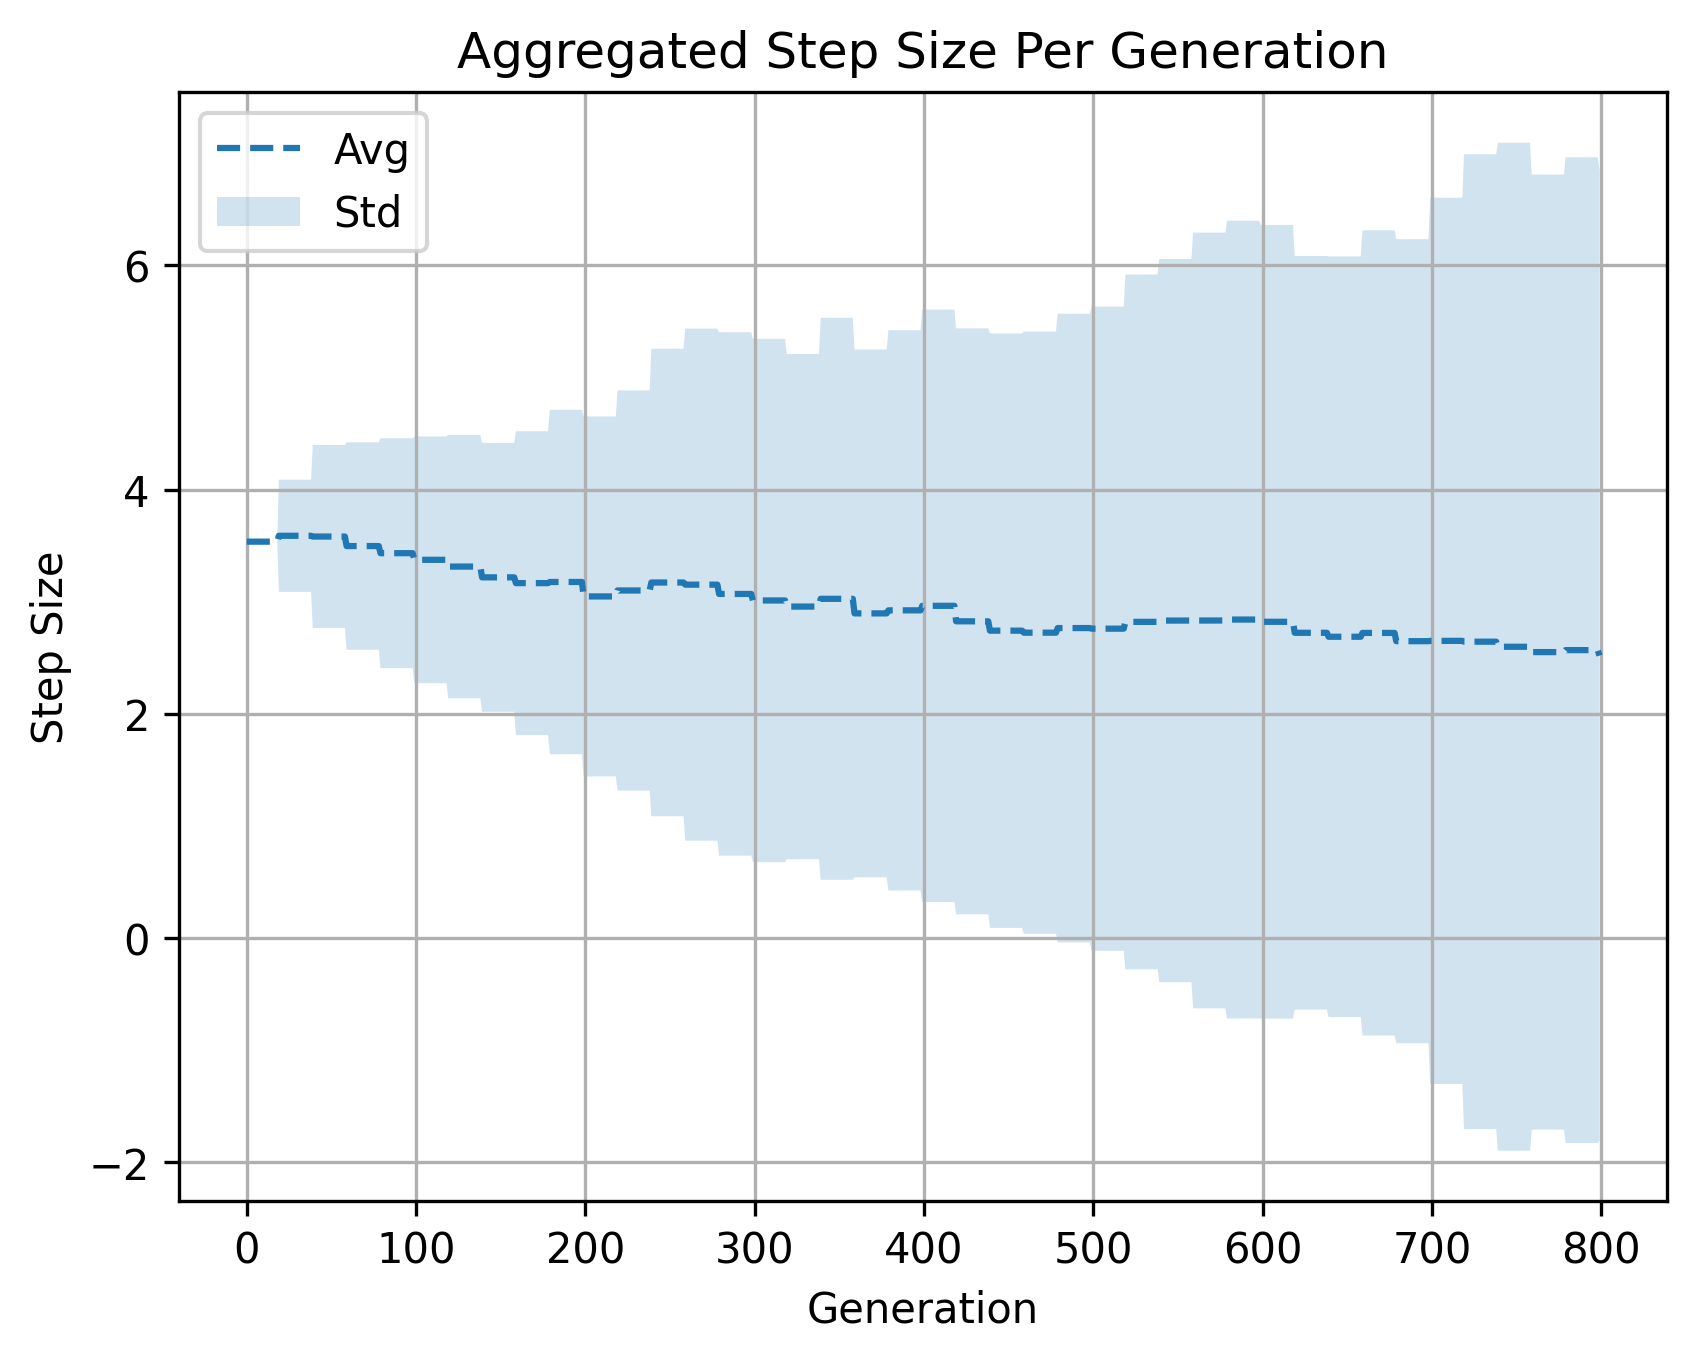 Aggregated Step Size Per Generation
Avg
Std
6
4
2
0
−2
Step Size
0 100 200 300 400 500 600 700 800
Generation